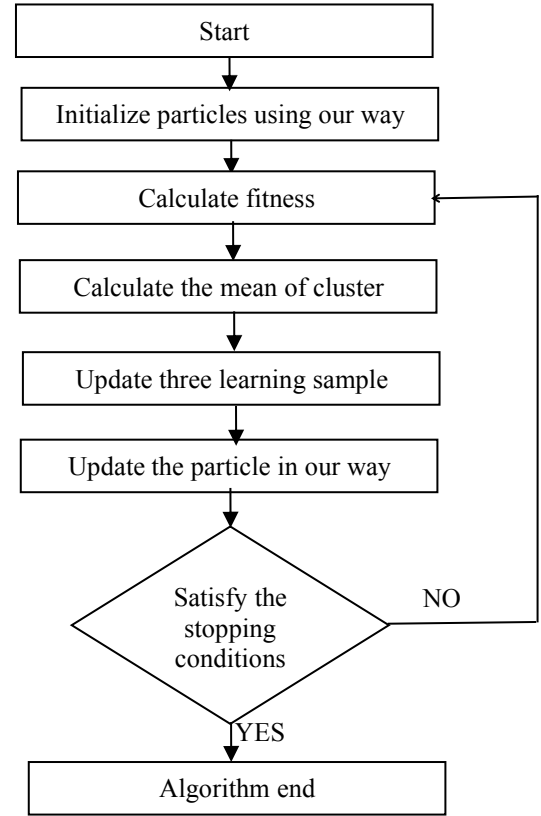 Start
Initialize particles using our way
Calculate fitness
Calculate the mean of cluster
Update three learning sample
Update the particle in our way
Satisfy the
stopping
conditions
NO
YES
Algorithm end